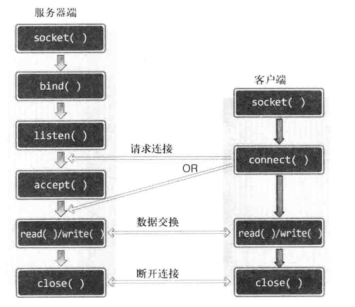 服务器端
socket( )
bind( )
listen( )
accept( )
read( )/write( )
close( )
客户端
socket( )
connect( )
read( )/write( )
close( )
请求连接
OR
数据交换
断开连接